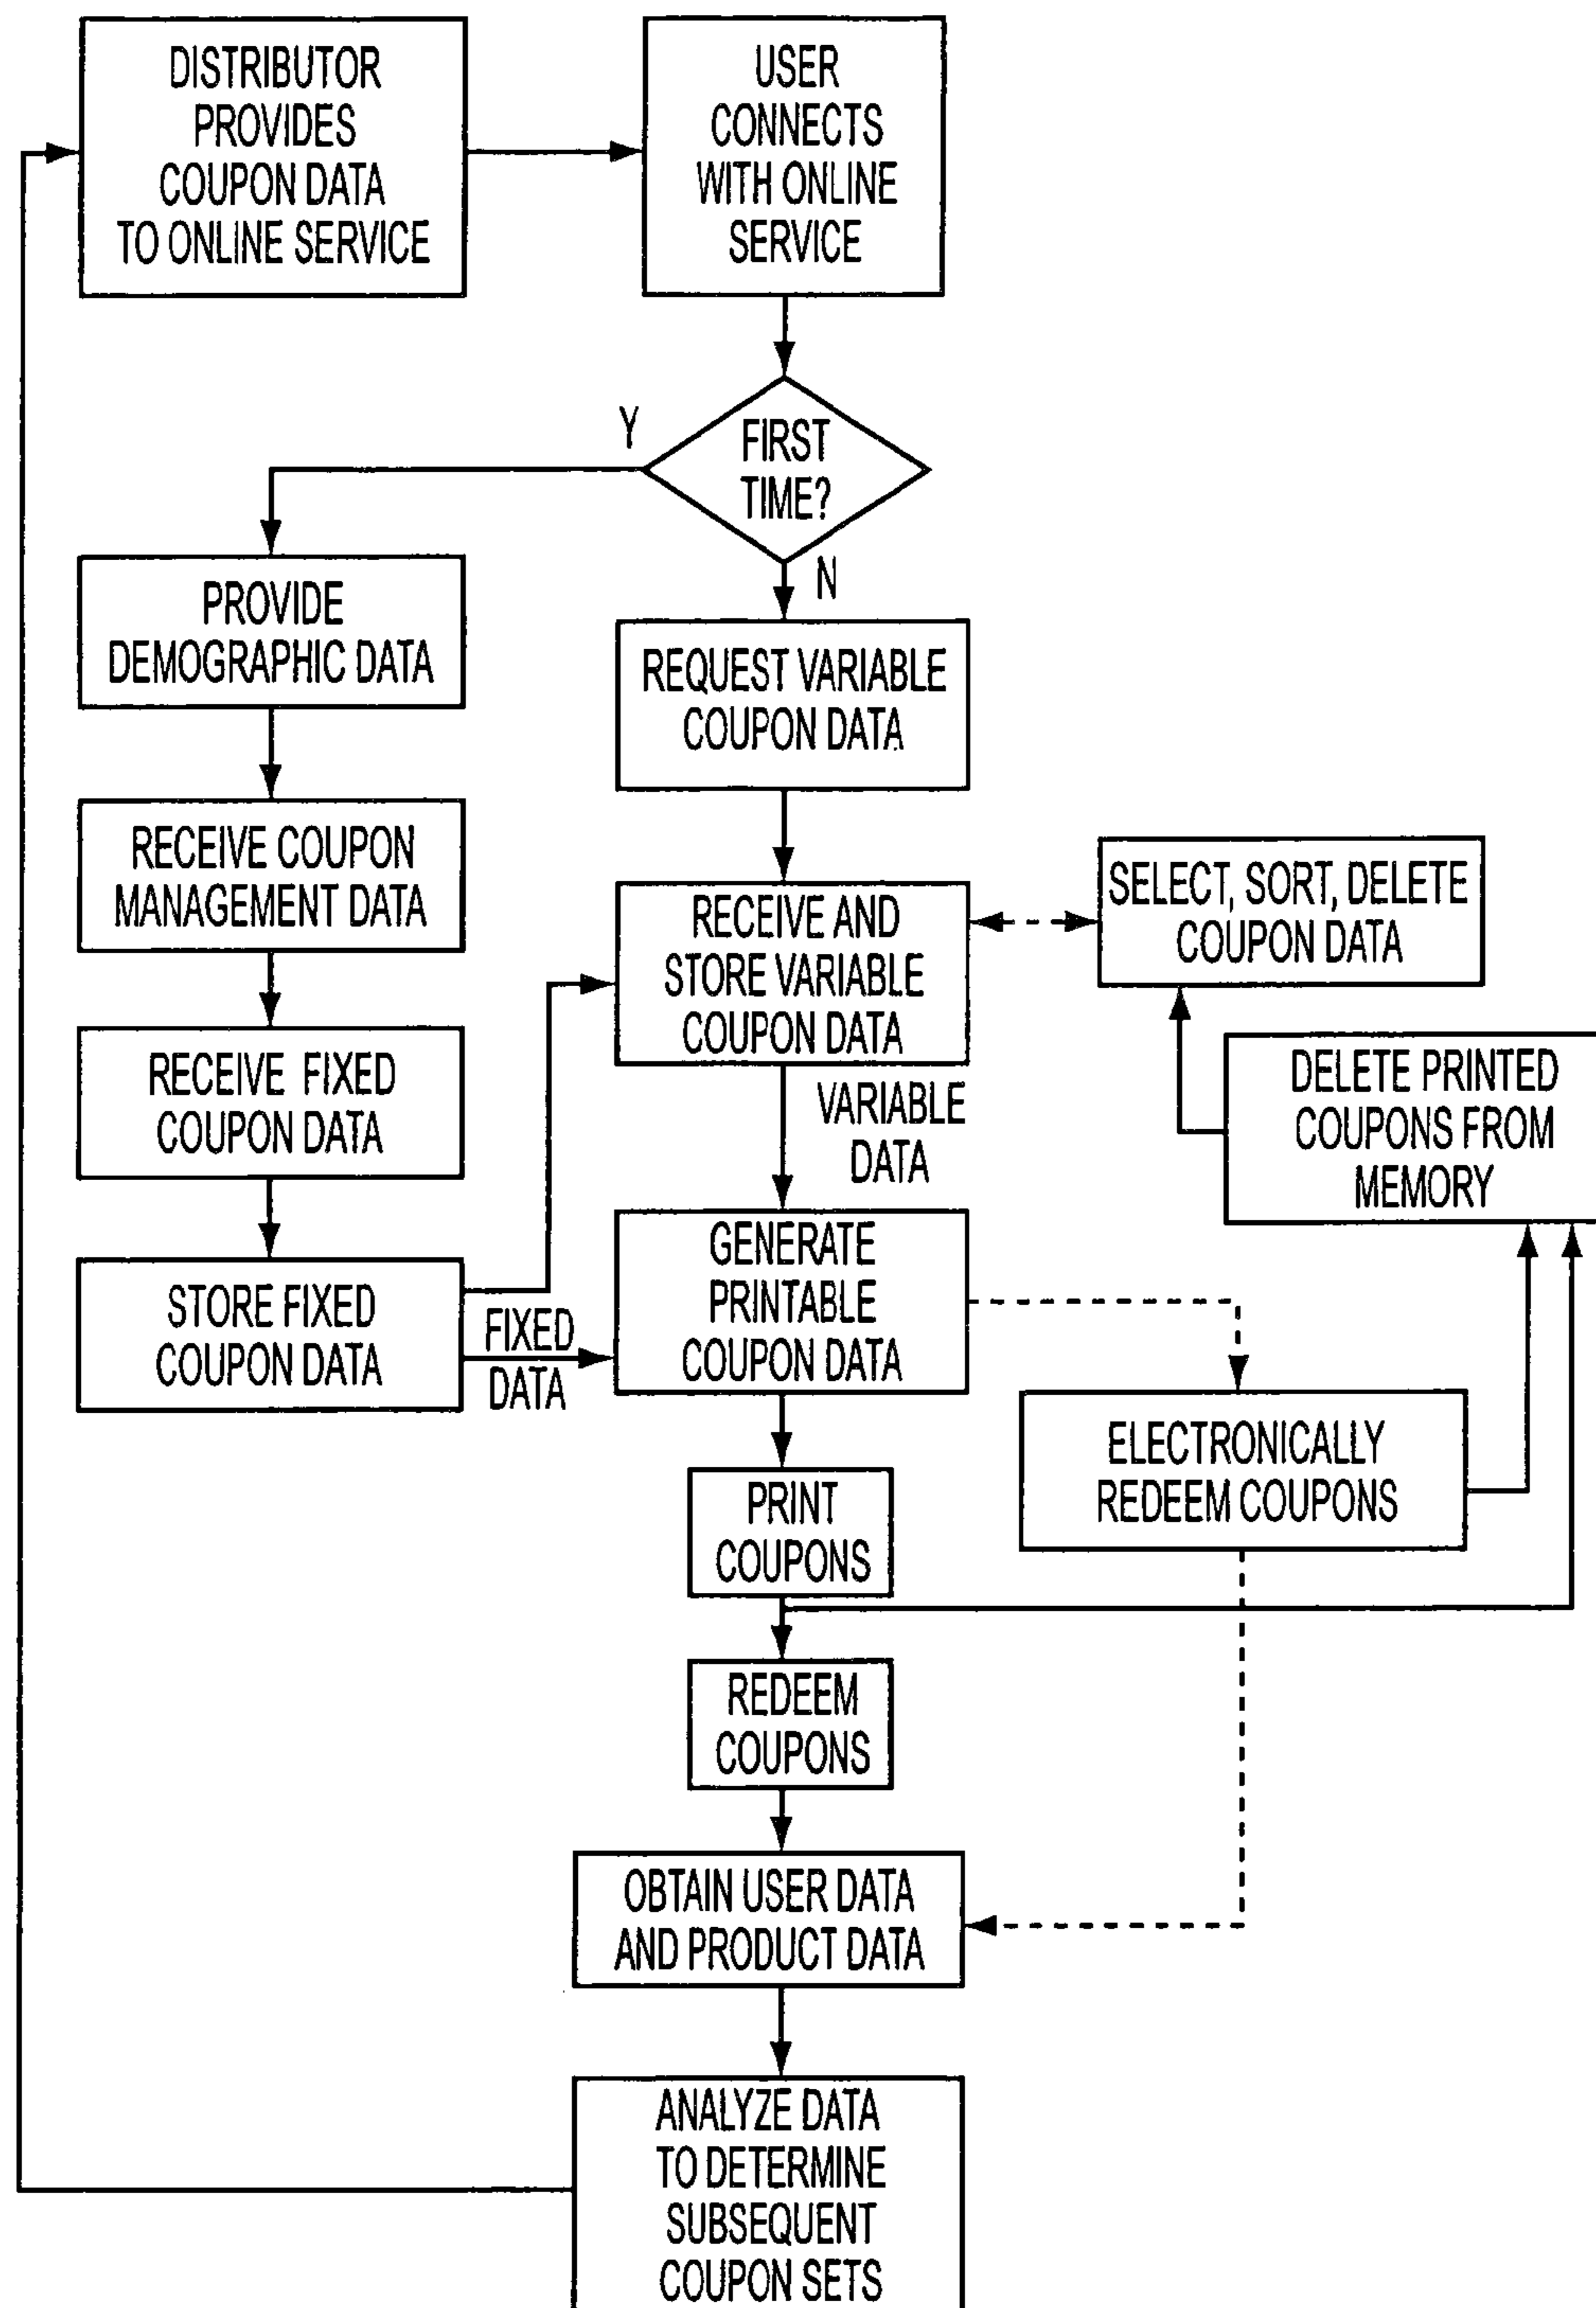 DISTRIBUTOR
PROVIDES
COUPON DATA
TO ONLINE SERVICE
USER
CONNECTS
WITH ONLINE
SERVICE
FIRST
TIME?
Y
N
PROVIDE
DEMOGRAPHIC DATA
REQUEST VARIABLE
COUPON DATA
RECEIVE COUPON
MANAGEMENT DATA
RECEIVE AND
STORE VARIABLE
COUPON DATA
SELECT, SORT, DELETE
COUPON DATA
RECEIVE FIXED
COUPON DATA
VARIABLE
DATA
DELETE PRINTED
COUPONS FROM
MEMORY
STORE FIXED
COUPON DATA
FIXED
DATA
GENERATE
PRINTABLE
COUPON DATA
ELECTRONICALLY
REDEEM COUPONS
PRINT
COUPONS
REDEEM
COUPONS
OBTAIN USER DATA
AND PRODUCT DATA
ANALYZE DATA
TO DETERMINE
SUBSEQUENT
COUPON SETS